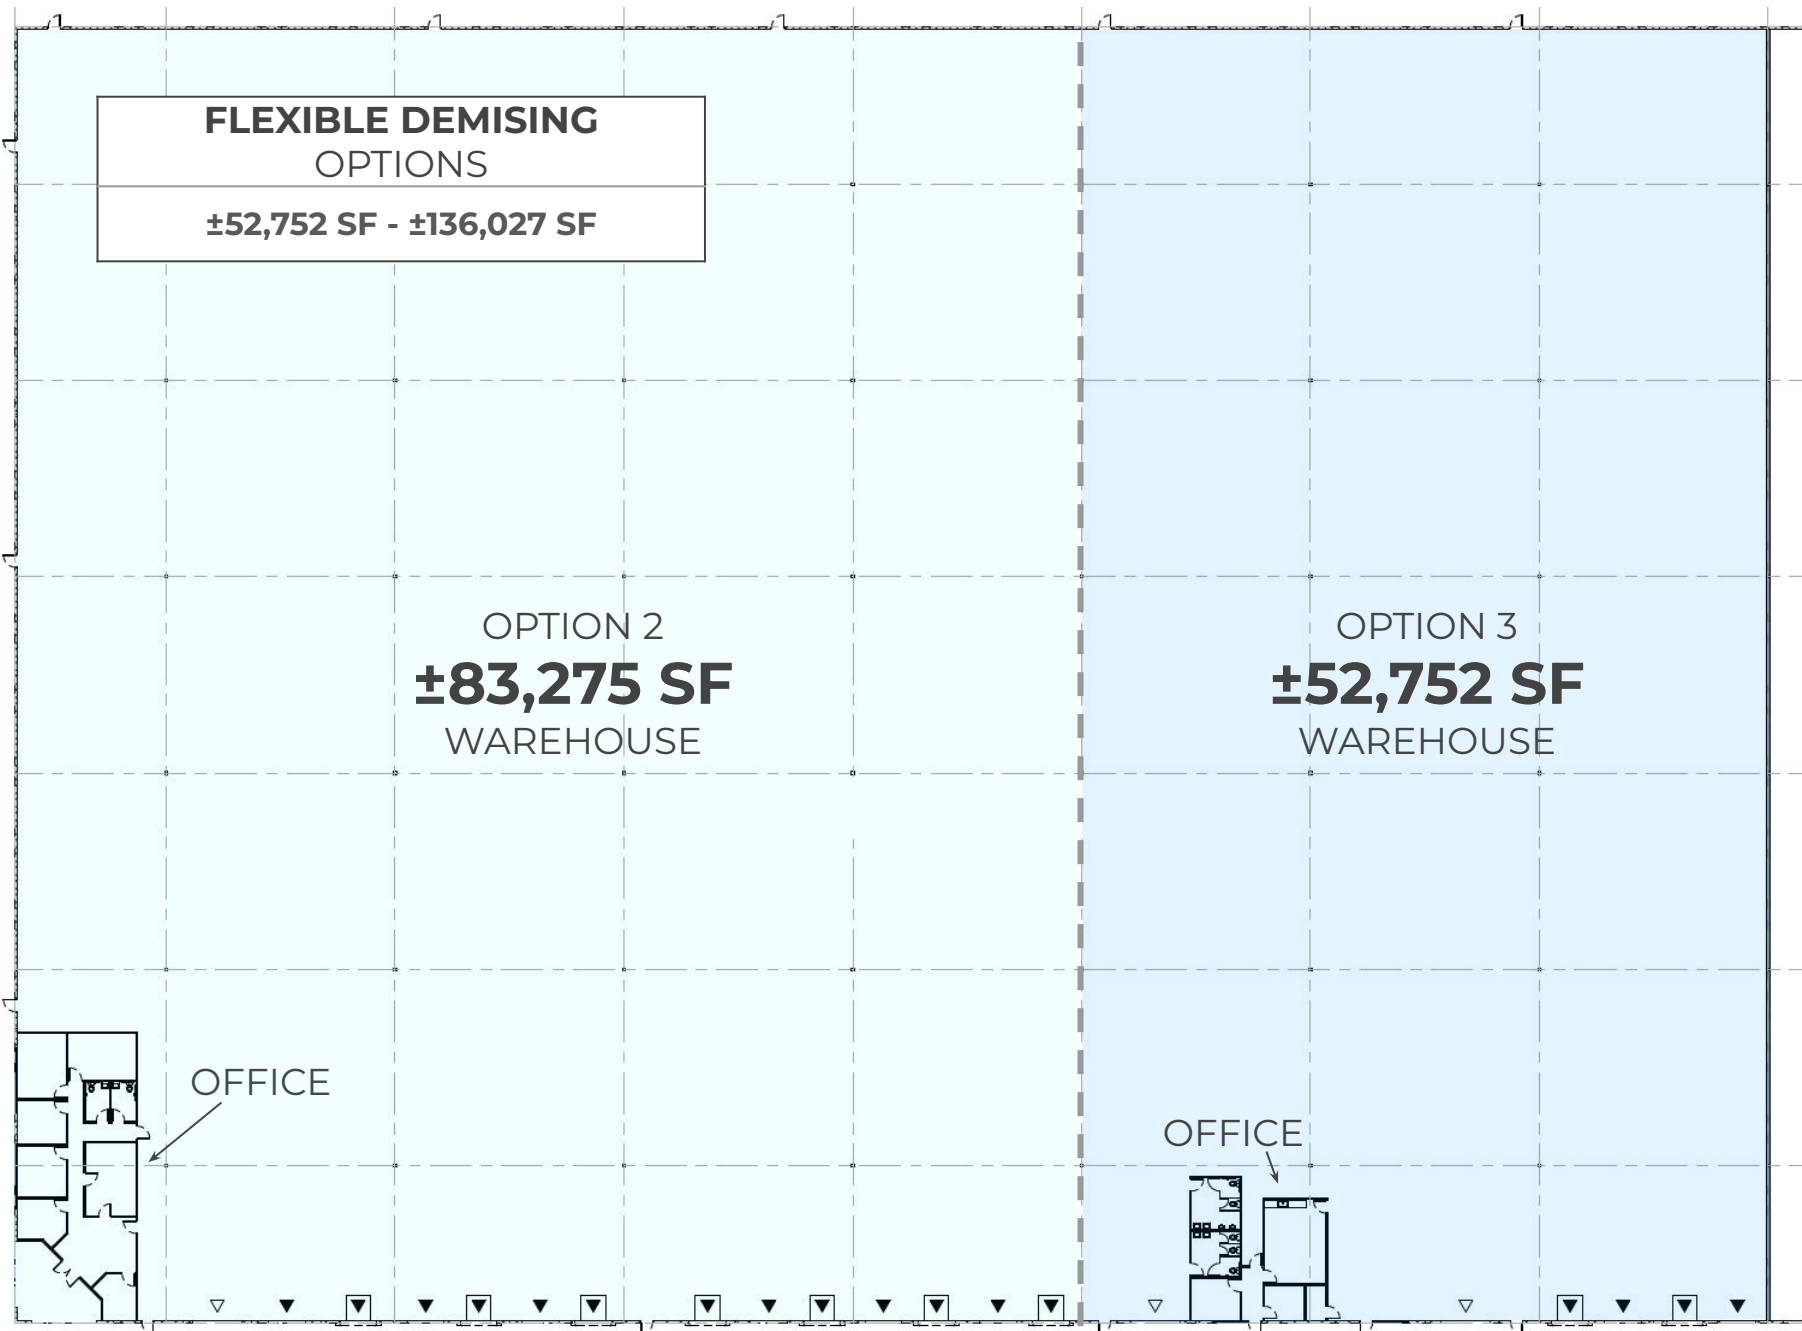 FLEXIBLE DEMISING
OPTIONS
±52,752 SF - ±136,027 SF
OPTION 2
±83,275 SF
WAREHOUSE
OPTION 3
±52,752 SF
WAREHOUSE
OFFICE
OFFICE